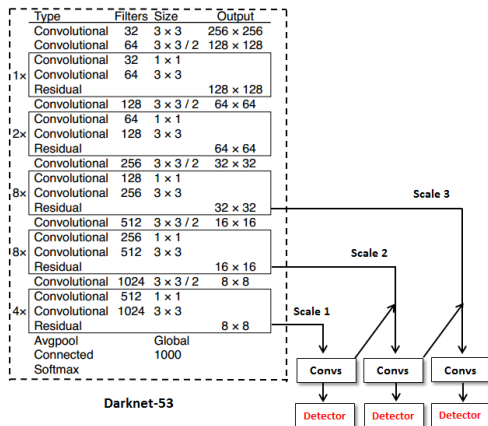 Type Filters Size Output
Convolutional 32 3 × 3 256 × 256
Convolutional 64 3 × 3 / 2 128 × 128
Convolutional 32 1 × 1
1× Convolutional 64 3 × 3
Residual 128 × 128
Convolutional 128 3 × 3 / 2 64 × 64
Convolutional 64 1 × 1
2× Convolutional 128 3 × 3
Residual 64 × 64
Convolutional 256 3 × 3 / 2 32 × 32
Convolutional 128 1 × 1
8× Convolutional 256 3 × 3
Residual 32 × 32
Scale 3
Convolutional 512 3 × 3 / 2 16 × 16
Convolutional 256 1 × 1
8× Convolutional 512 3 × 3
Residual 16 × 16
Scale 2
Convolutional 1024 3 × 3 / 2 8 × 8
Convolutional 512 1 × 1
4× Convolutional 1024 3 × 3
Residual 8 × 8
Scale 1
Avgpool Global
Connected 1000
Softmax
Convs Convs Convs
Darknet-53
Detector Detector Detector